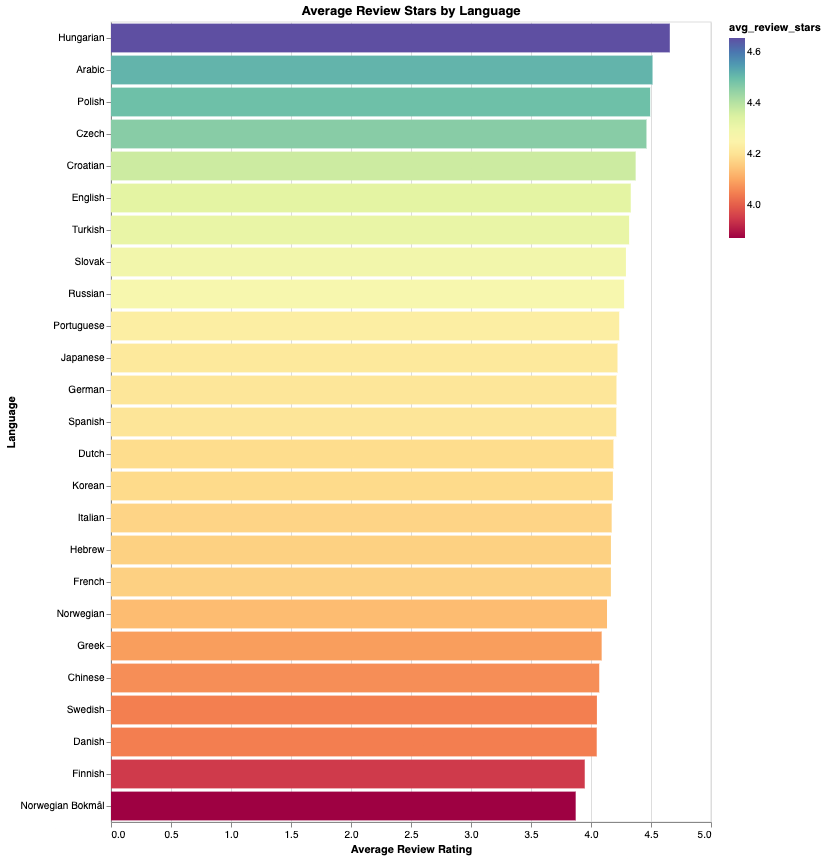 Average Review Stars by Language
avg_review_stars
4.6
4.4
4.2
4.0
Language
Hungarian
Arabic
Polish
Czech
Croatian
English
Turkish
Slovak
Russian
Portuguese
Japanese
German
Spanish
Dutch
Korean
Italian
Hebrew
French
Norwegian
Greek
Chinese
Swedish
Danish
Finnish
Norwegian Bokmål
0.0 0.5 1.0 1.5 2.0 2.5 3.0 3.5 4.0 4.5 5.0
Average Review Rating